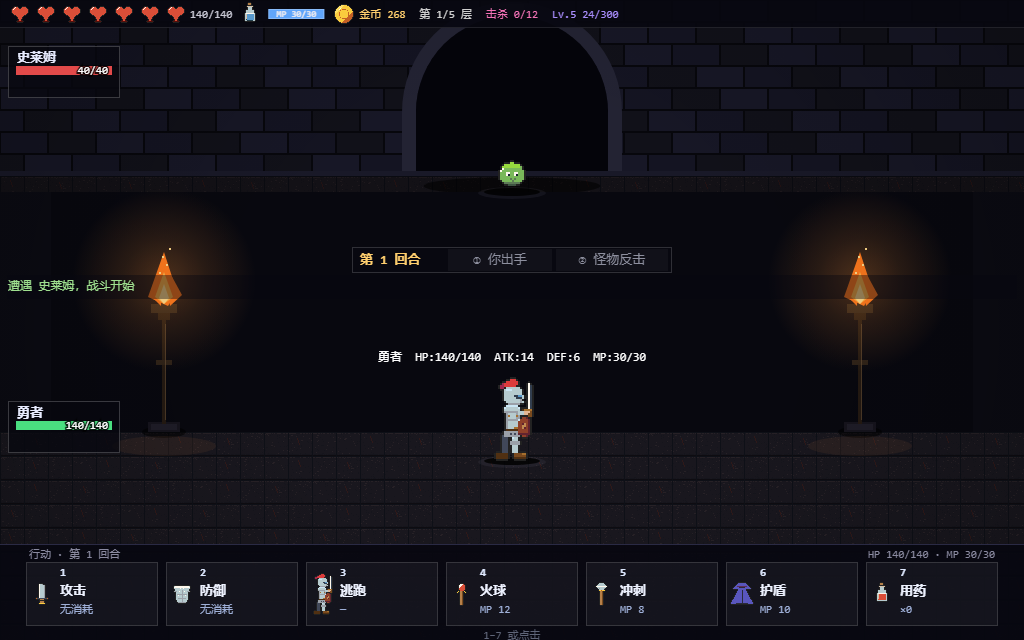 140/140 MP 30/30 金币 268 第 1/5 层 击杀 0/12 Lv.5 24/300
史莱姆
40/40
第 1 回合 ① 你出手 ② 怪物反击
遭遇 史莱姆, 战斗开始
勇者 HP:140/140 ATK:14 DEF:6 MP:30/30
勇者
140/140
行动 · 第 1 回合 HP 140/140 · MP 30/30
1 攻击 无消耗
2 防御 无消耗
3 逃跑 —
4 火球 MP 12
5 冲刺 MP 8
6 护盾 MP 10
7 用药 ×0
1-7 或点击